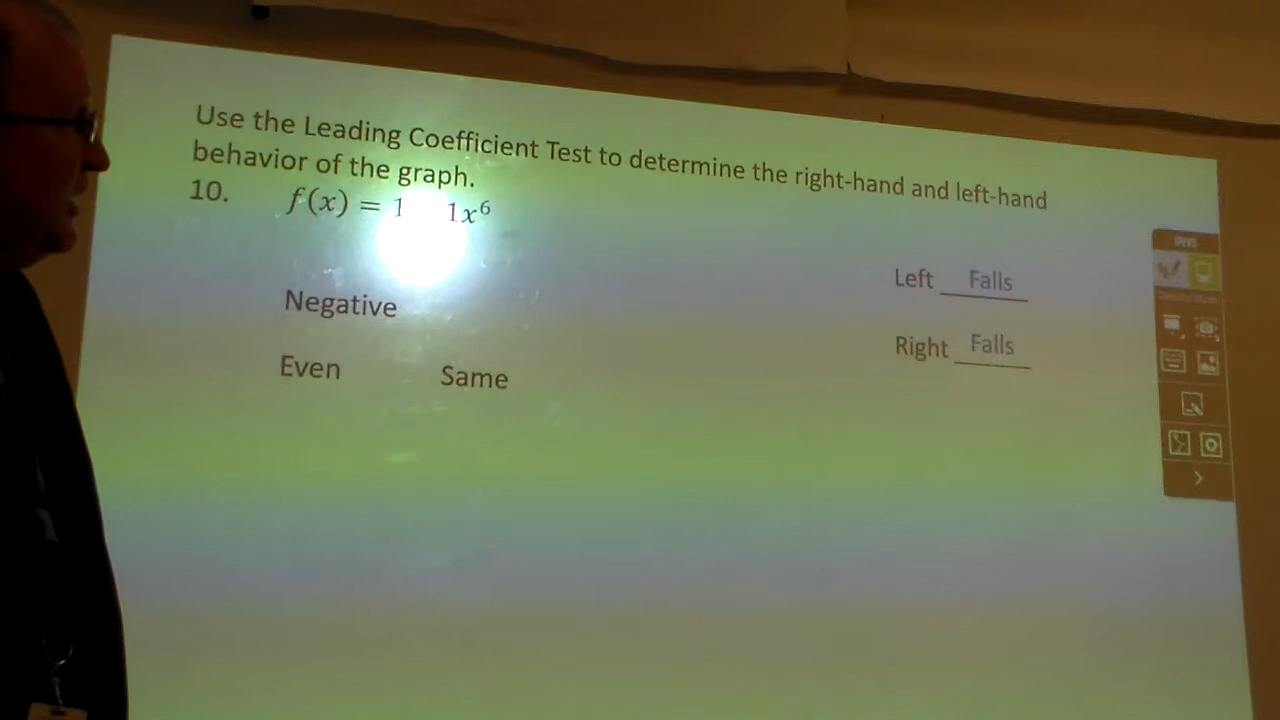 Use the Leading Coefficient Test to determine the right-hand and left-hand
behavior of the graph.
10. f(x) = 1 1x⁶
Left Falls
Negative
Right Falls
Even Same